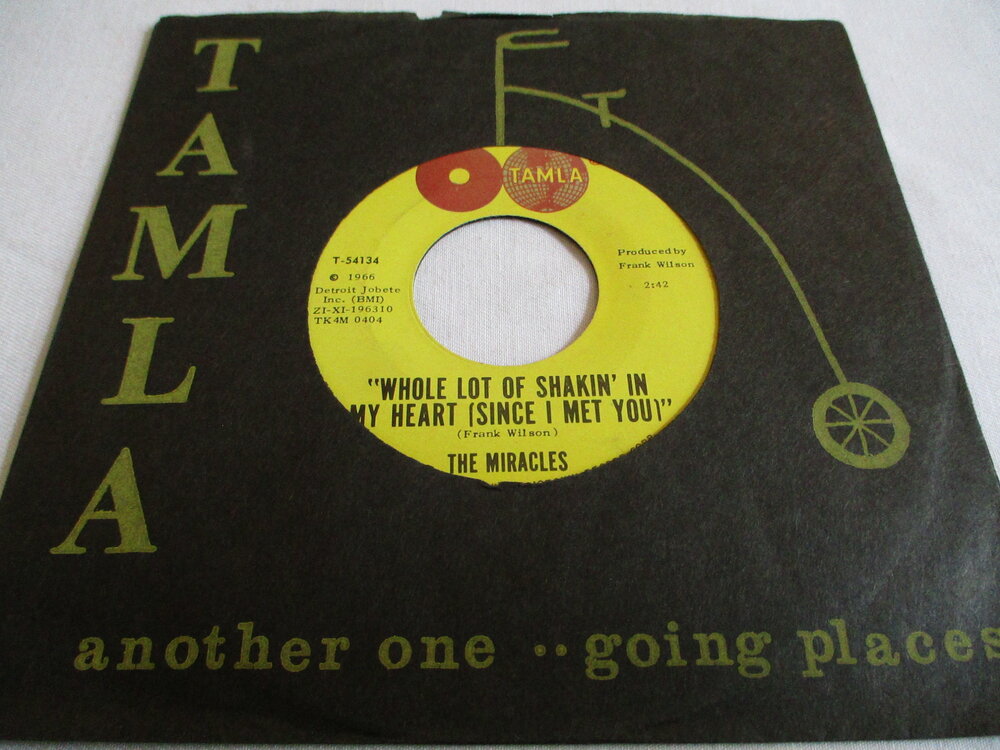 TAMLA
TAMLA
T-54134
© 1966
Detroit Jobete
Inc. (BMI)
ZI-XI-196310
TK4M 0404
Produced by
Frank Wilson
2:42
"WHOLE LOT OF SHAKIN' IN
MY HEART (SINCE I MET YOU)"
(Frank Wilson)
THE MIRACLES
another one ·· going places